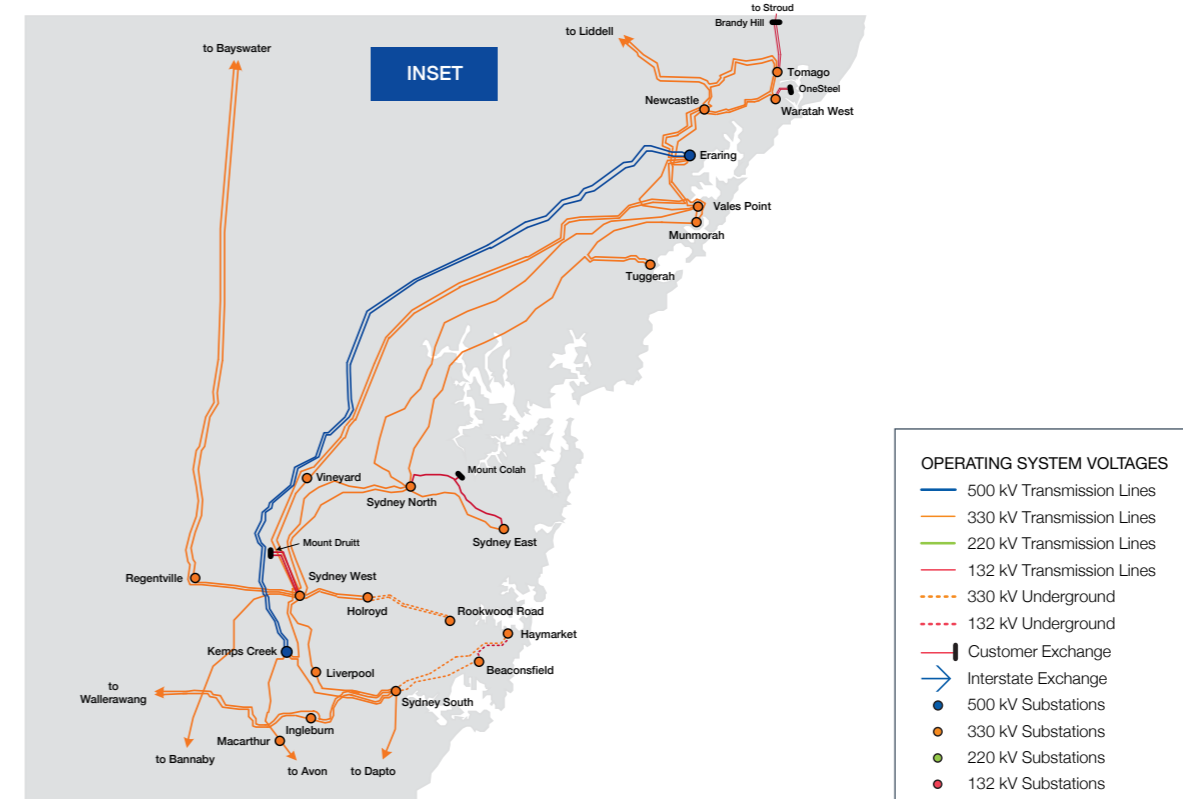 to Stroud
Brandy Hill
to Liddell
to Bayswater
INSET
Tomago
OneSteel
Newcastle
Waratah West
Eraring
Vales Point
Munmorah
Tuggerah
Mount Colah
Vineyard
Sydney North
Sydney East
Mount Druitt
Regentville
Sydney West
Holroyd
Rookwood Road
Haymarket
Kemps Creek
Liverpool
Beaconsfield
to
Wallerawang
Sydney South
Ingleburn
Macarthur
to Bannaby
to Avon
to Dapto
OPERATING SYSTEM VOLTAGES
500 kV Transmission Lines
330 kV Transmission Lines
220 kV Transmission Lines
132 kV Transmission Lines
330 kV Underground
132 kV Underground
Customer Exchange
Interstate Exchange
500 kV Substations
330 kV Substations
220 kV Substations
132 kV Substations